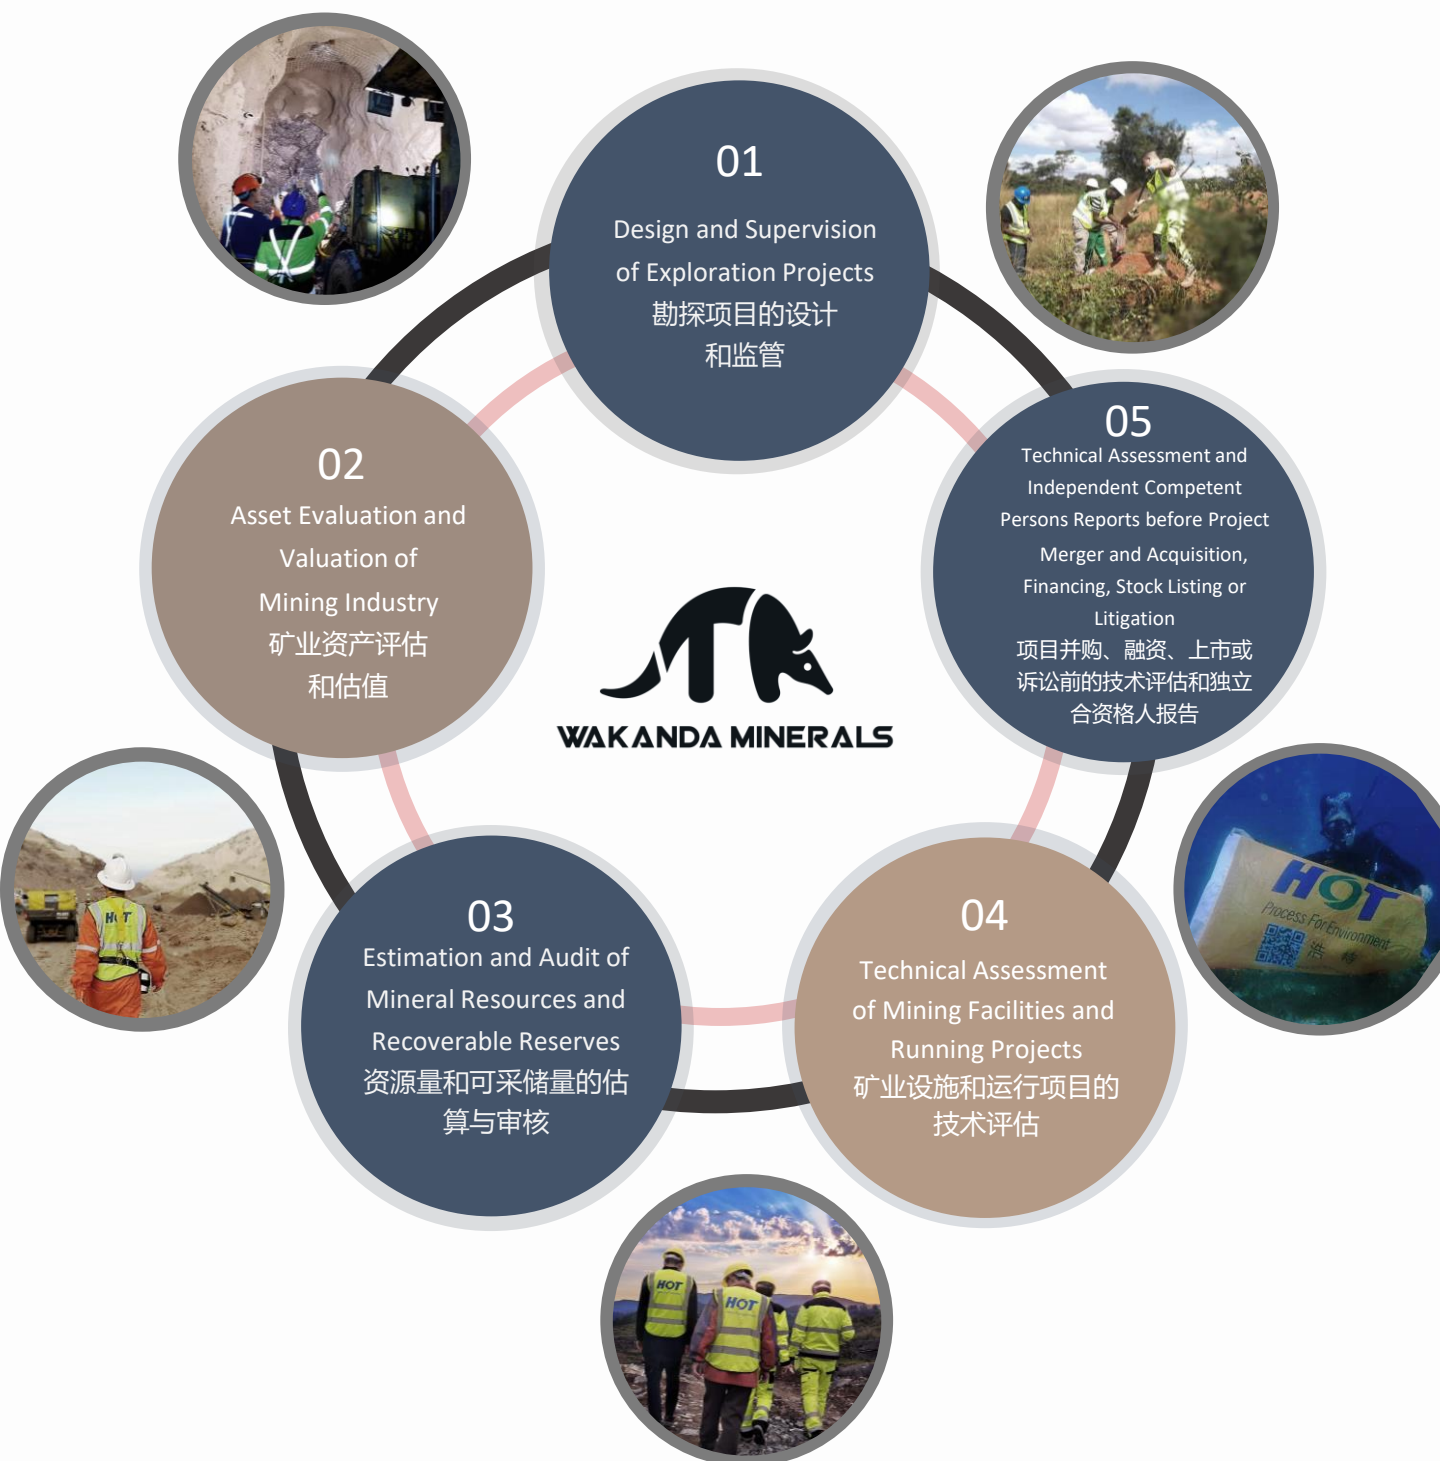 01
Design and Supervision
of Exploration Projects
勘探项目的设计
和监管
02
Asset Evaluation and
Valuation of
Mining Industry
矿业资产评估
和估值
03
Estimation and Audit of
Mineral Resources and
Recoverable Reserves
资源量和可采储量的估
算与审核
04
Technical Assessment
of Mining Facilities and
Running Projects
矿业设施和运行项目的
技术评估
05
Technical Assessment and
Independent Competent
Persons Reports before Project
Merger and Acquisition,
Financing, Stock Listing or
Litigation
项目并购、融资、上市或
诉讼前的技术评估和独立
合资格人报告
WAKANDA MINERALS
HOT
HOT
Process For Environment
浩
HOT
HOT